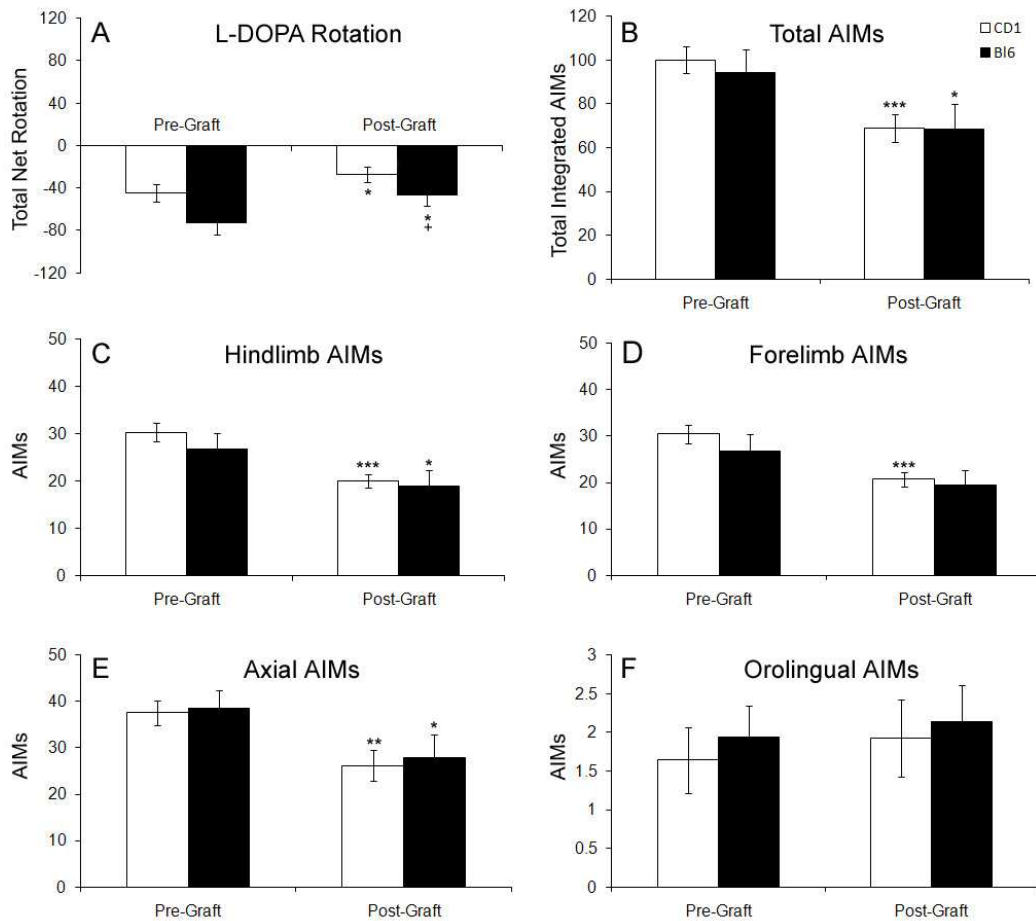 A
L-DOPA Rotation
Total Net Rotation
120
80
40
0
-40
-80
-120
Pre-Graft
Post-Graft
*
*
+
B
Total AIMs
CD1
Bl6
Total Integrated AIMs
120
100
80
60
40
20
0
***
*
Pre-Graft
Post-Graft
C
Hindlimb AIMs
AIMs
50
40
30
20
10
0
***
*
Pre-Graft
Post-Graft
D
Forelimb AIMs
AIMs
50
40
30
20
10
0
***
Pre-Graft
Post-Graft
E
Axial AIMs
AIMs
50
40
30
20
10
0
**
*
Pre-Graft
Post-Graft
F
Orolingual AIMs
AIMs
3
2.5
2
1.5
1
0.5
0
Pre-Graft
Post-Graft